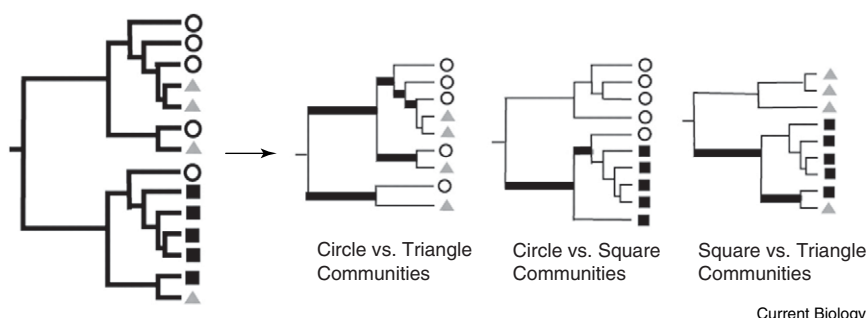 Circle vs. Triangle
Communities
Circle vs. Square
Communities
Square vs. Triangle
Communities
Current Biology